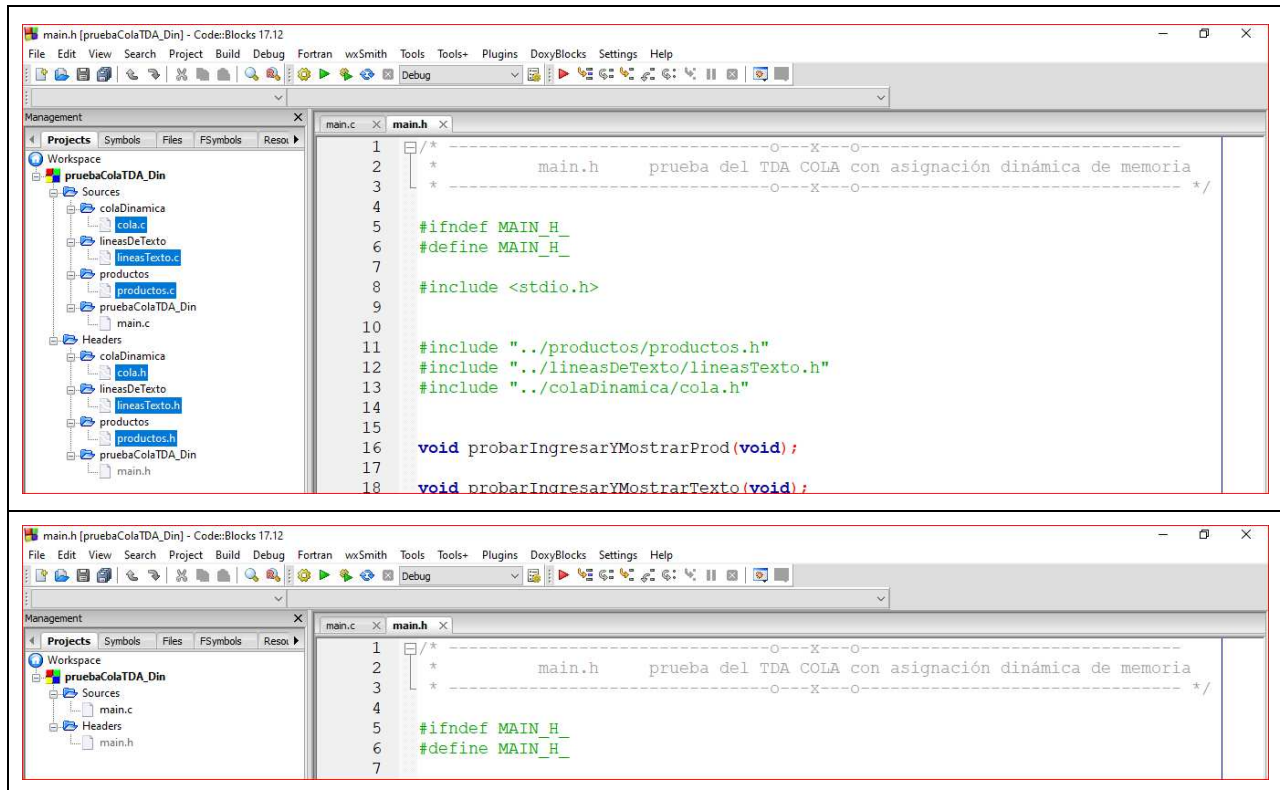 main.h [pruebaColaTDA_Din] - Code::Blocks 17.12
File Edit View Search Project Build Debug Fortran wxSmith Tools Tools+ Plugins DoxyBlocks Settings Help
Debug
Management
main.c main.h
Projects Symbols Files FSymbols
Workspace
pruebaColaTDA_Din
Sources
colaDinamica
cola.c
lineasDeTexto
lineasTexto.c
productos
productos.c
pruebaColaTDA_Din
main.c
Headers
colaDinamica
cola.h
lineasDeTexto
lineasTexto.h
productos
productos.h
pruebaColaTDA_Din
main.h
1 /* -----------------------------o---x---o-----------------------------
2 * main.h prueba del TDA COLA con asignación dinámica de memoria
3 * -----------------------------o---x---o----------------------------- */
4
5 #ifndef MAIN_H_
6 #define MAIN_H_
7
8 #include <stdio.h>
9
10
11 #include "../productos/productos.h"
12 #include "../lineasDeTexto/lineasTexto.h"
13 #include "../colaDinamica/cola.h"
14
15
16 void probarIngresarYMostrarProd(void);
17
18 void probarIngresarYMostrarTexto(void);
main.h [pruebaColaTDA_Din] - Code::Blocks 17.12
File Edit View Search Project Build Debug Fortran wxSmith Tools Tools+ Plugins DoxyBlocks Settings Help
Debug
Management
main.c main.h
Projects Symbols Files FSymbols
Workspace
pruebaColaTDA_Din
Sources
main.c
Headers
main.h
1 /* -----------------------------o---x---o-----------------------------
2 * main.h prueba del TDA COLA con asignación dinámica de memoria
3 * -----------------------------o---x---o----------------------------- */
4
5 #ifndef MAIN_H_
6 #define MAIN_H_
7